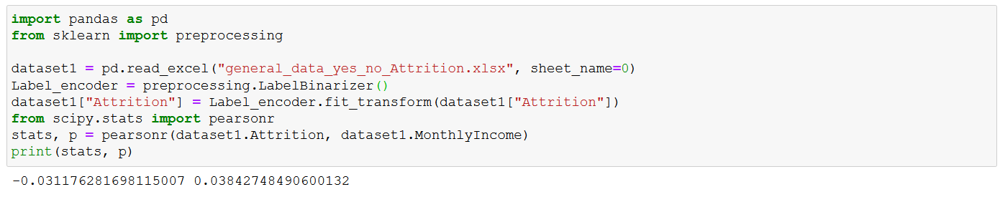 import pandas as pd
from sklearn import preprocessing
dataset1 = pd.read_excel("general_data_yes_no_Attrition.xlsx", sheet_name=0)
Label_encoder = preprocessing.LabelBinarizer()
dataset1["Attrition"] = Label_encoder.fit_transform(dataset1["Attrition"])
from scipy.stats import pearsonr
stats, p = pearsonr(dataset1.Attrition, dataset1.MonthlyIncome)
print(stats, p)
-0.031176281698115007 0.03842748490600132